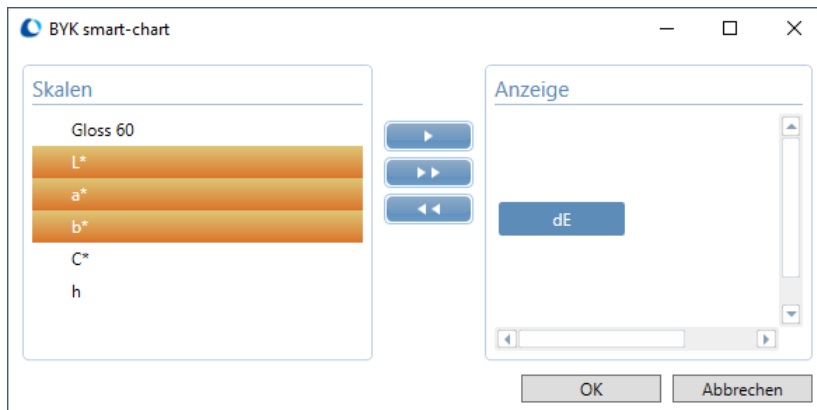 BYK smart-chart
Skalen
Gloss 60
L*
a*
b*
C*
h
Anzeige
dE
OK
Abbrechen